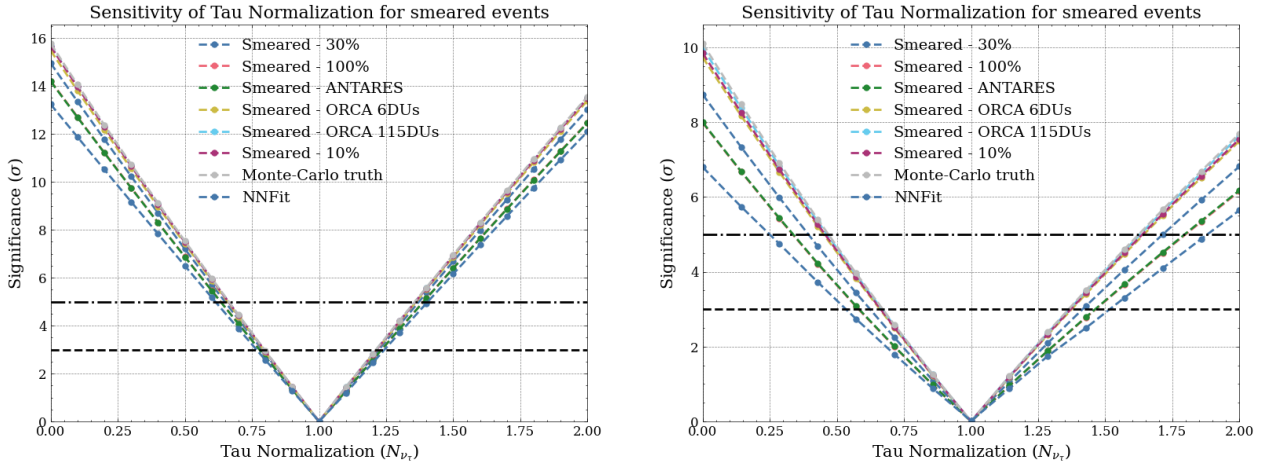 Sensitivity of Tau Normalization for smeared events
Significance (σ)
16
14
12
10
8
6
4
2
0
Smeared - 30%
Smeared - 100%
Smeared - ANTARES
Smeared - ORCA 6DUs
Smeared - ORCA 115DUs
Smeared - 10%
Monte-Carlo truth
NNFit
0.00 0.25 0.50 0.75 1.00 1.25 1.50 1.75 2.00
Tau Normalization (N_{ν_τ})
Sensitivity of Tau Normalization for smeared events
Significance (σ)
10
8
6
4
2
0
Smeared - 30%
Smeared - 100%
Smeared - ANTARES
Smeared - ORCA 6DUs
Smeared - ORCA 115DUs
Smeared - 10%
Monte-Carlo truth
NNFit
0.00 0.25 0.50 0.75 1.00 1.25 1.50 1.75 2.00
Tau Normalization (N_{ν_τ})